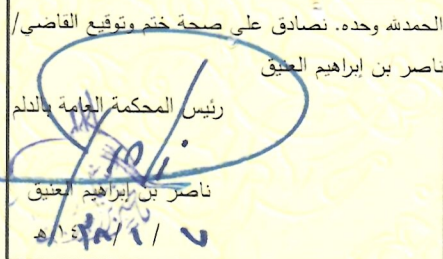 الحمدلله وحده. نصادق على صحة ختم وتوقيع القاضي/
ناصر بن إبراهيم العتيق
رئيس المحكمة العامة بالدلم
ناصر بن إبراهيم العتيق